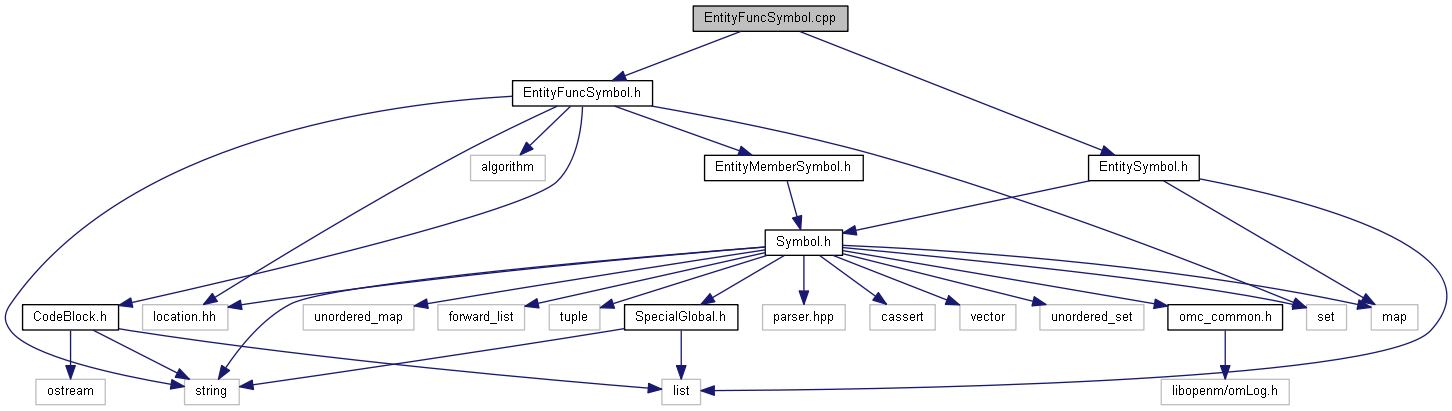 EntityFuncSymbol.cpp
EntityFuncSymbol.h
algorithm
EntityMemberSymbol.h
EntitySymbol.h
Symbol.h
CodeBlock.h
location.hh
unordered_map
forward_list
tuple
SpecialGlobal.h
parser.hpp
cassert
vector
unordered_set
omc_common.h
set
map
ostream
string
list
libopenm/omLog.h